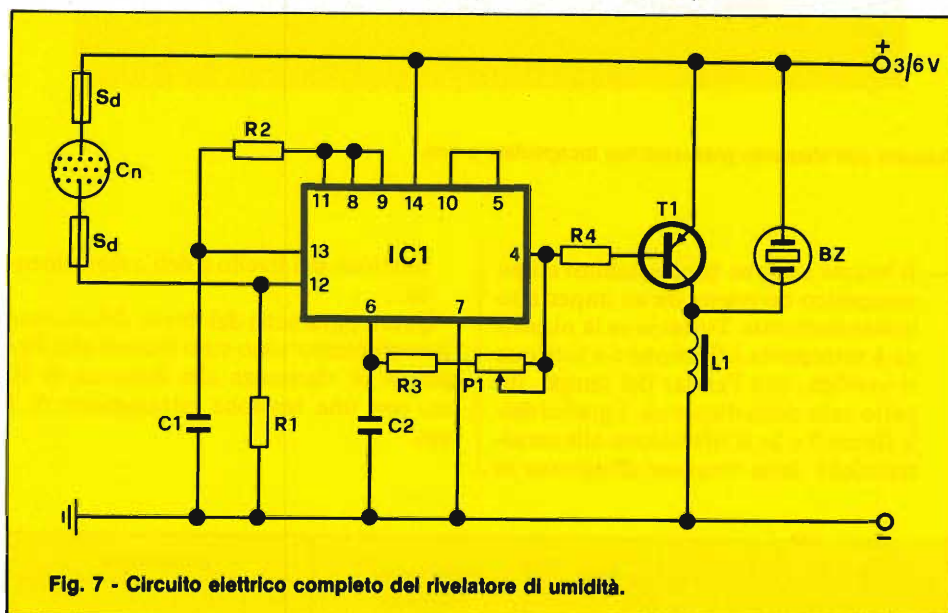 +
3/6 V
Sd
R2
Cn
11 8 9 14 10 5
T1
Sd
13
12
IC1
4
R4
BZ
6 7
L1
R3 P1
C1
R1
C2
−
Fig. 7 - Circuito elettrico completo del rivelatore di umidità.